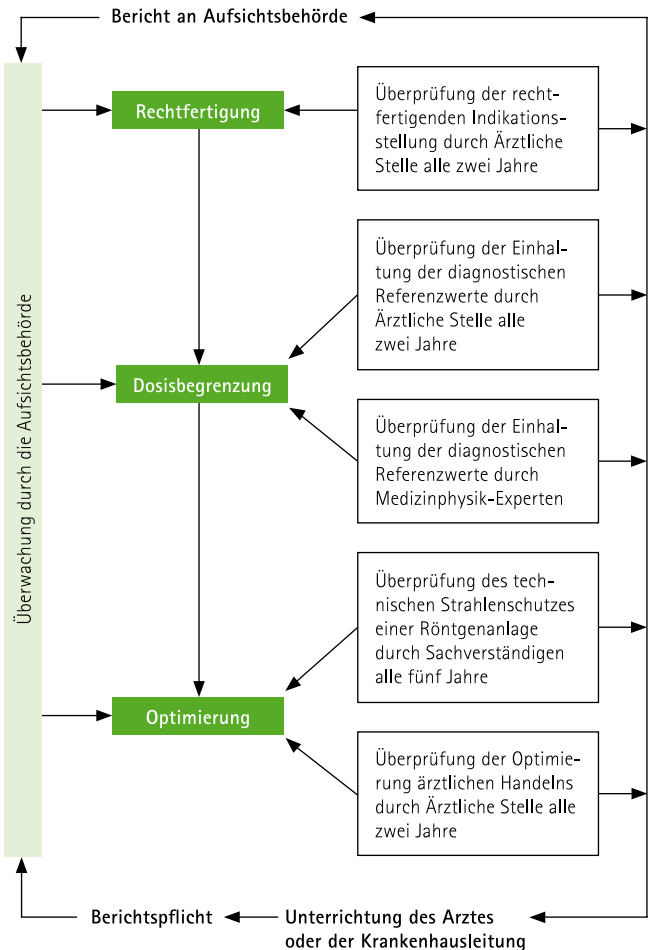 Bericht an Aufsichtsbehörde
Überwachung durch die Aufsichtsbehörde
Rechtfertigung
Überprüfung der recht-
fertigenden Indikations-
stellung durch Ärztliche
Stelle alle zwei Jahre
Überprüfung der Einhal-
tung der diagnostischen
Referenzwerte durch
Ärztliche Stelle alle
zwei Jahre
Dosisbegrenzung
Überprüfung der Einhal-
tung der diagnostischen
Referenzwerte durch
Medizinphysik-Experten
Überprüfung des tech-
nischen Strahlenschutzes
einer Röntgenanlage
durch Sachverständigen
alle fünf Jahre
Optimierung
Überprüfung der Optimie-
rung ärztlichen Handelns
durch Ärztliche Stelle alle
zwei Jahre
Berichtspflicht
Unterrichtung des Arztes
oder der Krankenhausleitung